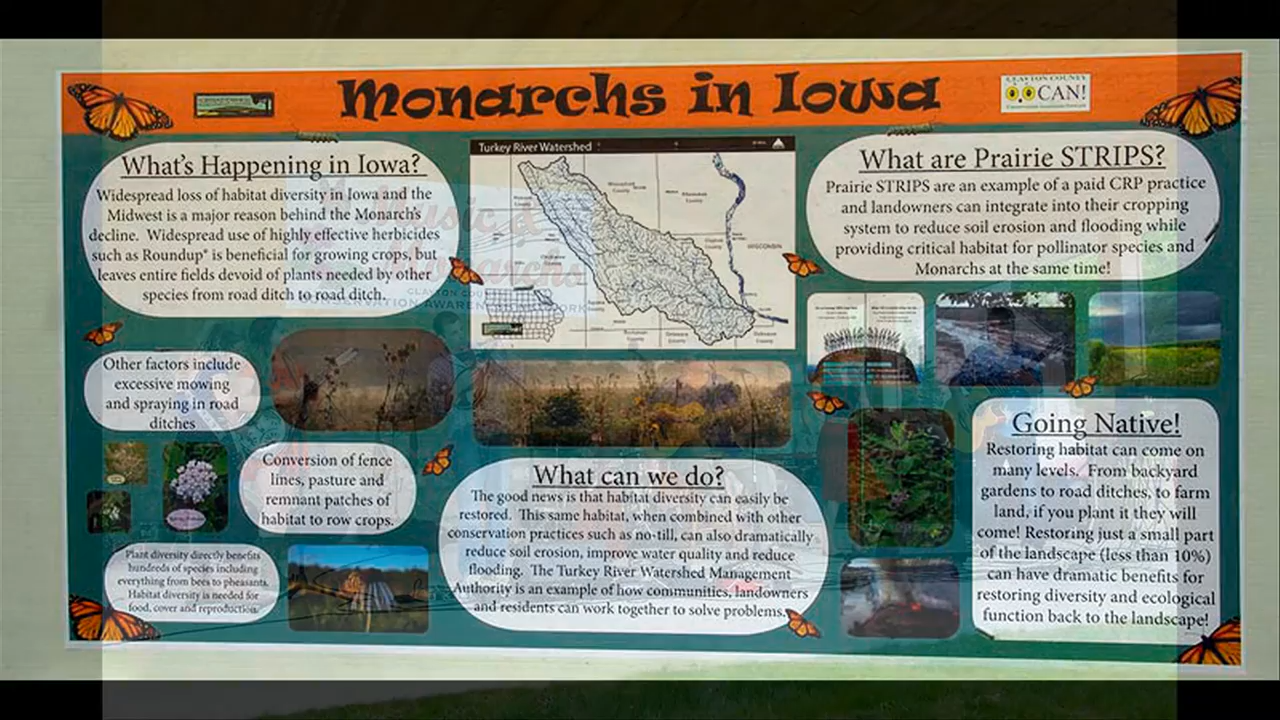 Monarchs in Iowa
CLAYTON COUNTY
CAN!
What's Happening in Iowa?
Widespread loss of habitat diversity in Iowa and the
Midwest is a major reason behind the Monarch's
decline. Widespread use of highly effective herbicides
such as Roundup® is beneficial for growing crops, but
leaves entire fields devoid of plants needed by other
species from road ditch to road ditch.
Turkey River Watershed
WISCONSIN
What are Prairie STRIPS?
Prairie STRIPS are an example of a paid CRP practice
and landowners can integrate into their cropping
system to reduce soil erosion and flooding while
providing critical habitat for pollinator species and
Monarchs at the same time!
Other factors include
excessive mowing
and spraying in road
ditches
Conversion of fence
lines, pasture and
remnant patches of
habitat to row crops.
Plant diversity directly benefits
hundreds of species including
everything from bees to pheasants.
Habitat diversity is needed for
food, cover and reproduction.
What can we do?
The good news is that habitat diversity can easily be
restored. This same habitat, when combined with other
conservation practices such as no-till, can also dramatically
reduce soil erosion, improve water quality and reduce
flooding. The Turkey River Watershed Management
Authority is an example of how communities, landowners
and residents can work together to solve problems.
Going Native!
Restoring habitat can come on
many levels. From backyard
gardens to road ditches, to farm
land, if you plant it they will
come! Restoring just a small part
of the landscape (less than 10%)
can have dramatic benefits for
restoring diversity and ecological
function back to the landscape!